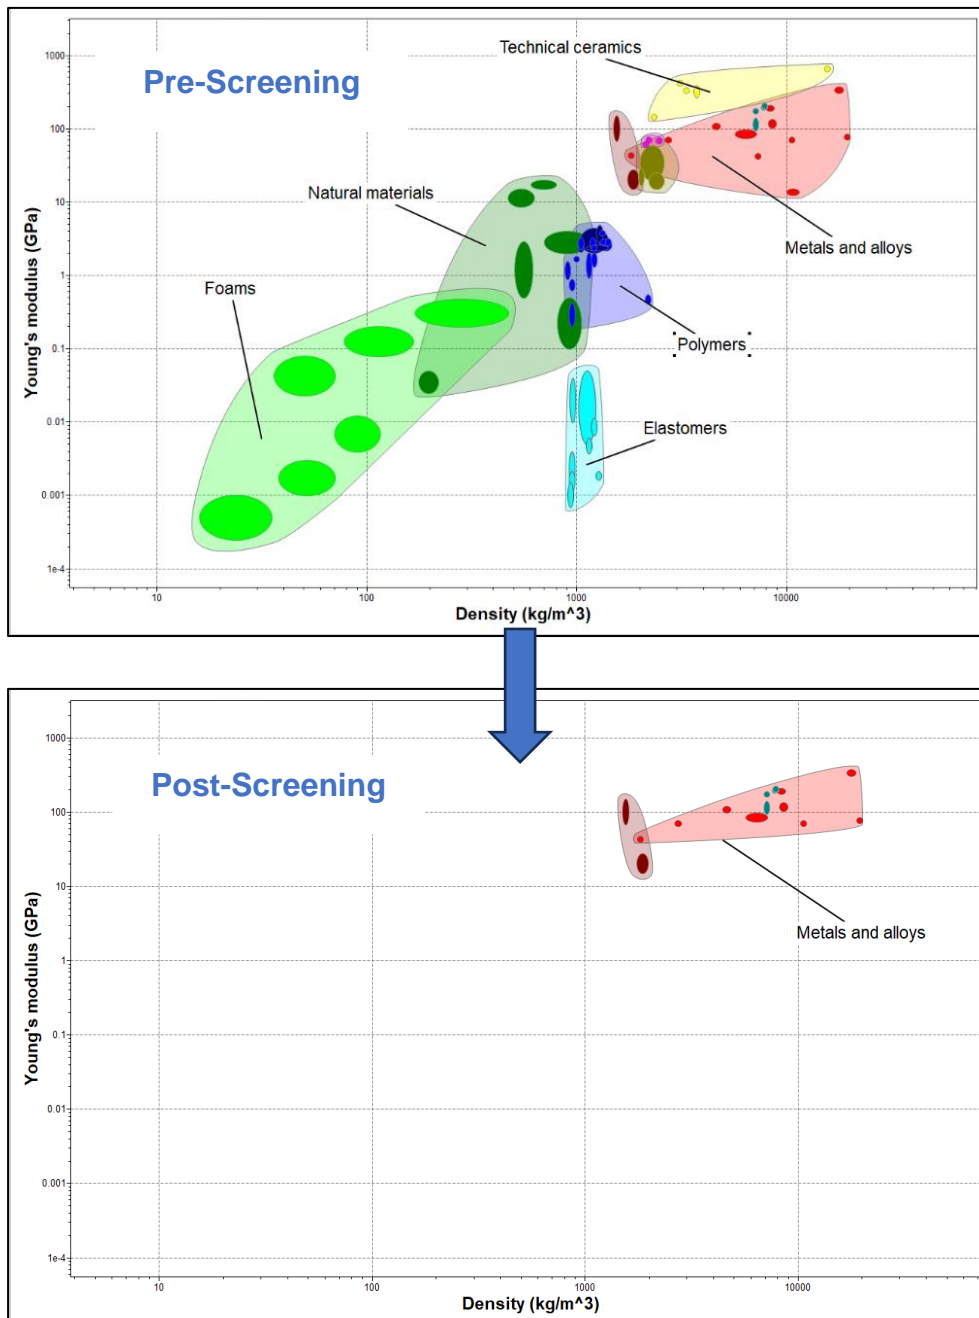 Pre-Screening
Technical ceramics
Natural materials
Metals and alloys
Foams
Polymers
Elastomers
Young's modulus (GPa)
1000
100
10
1
0.1
0.01
0.001
1e-4
10
100
1000
10000
Density (kg/m^3)
Post-Screening
Metals and alloys
Young's modulus (GPa)
1000
100
10
1
0.1
0.01
0.001
1e-4
10
100
1000
10000
Density (kg/m^3)